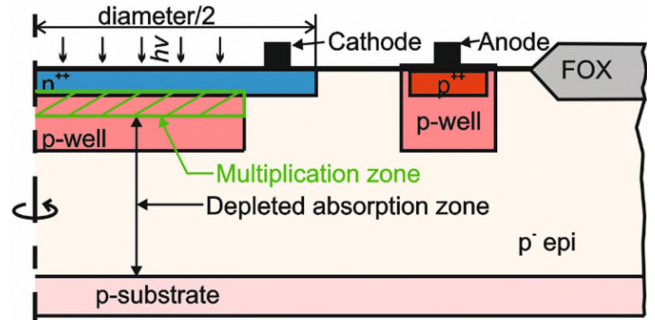 diameter/2
hν
Cathode
Anode
FOX
n++
p++
p-well
p-well
Multiplication zone
Depleted absorption zone
p- epi
p-substrate